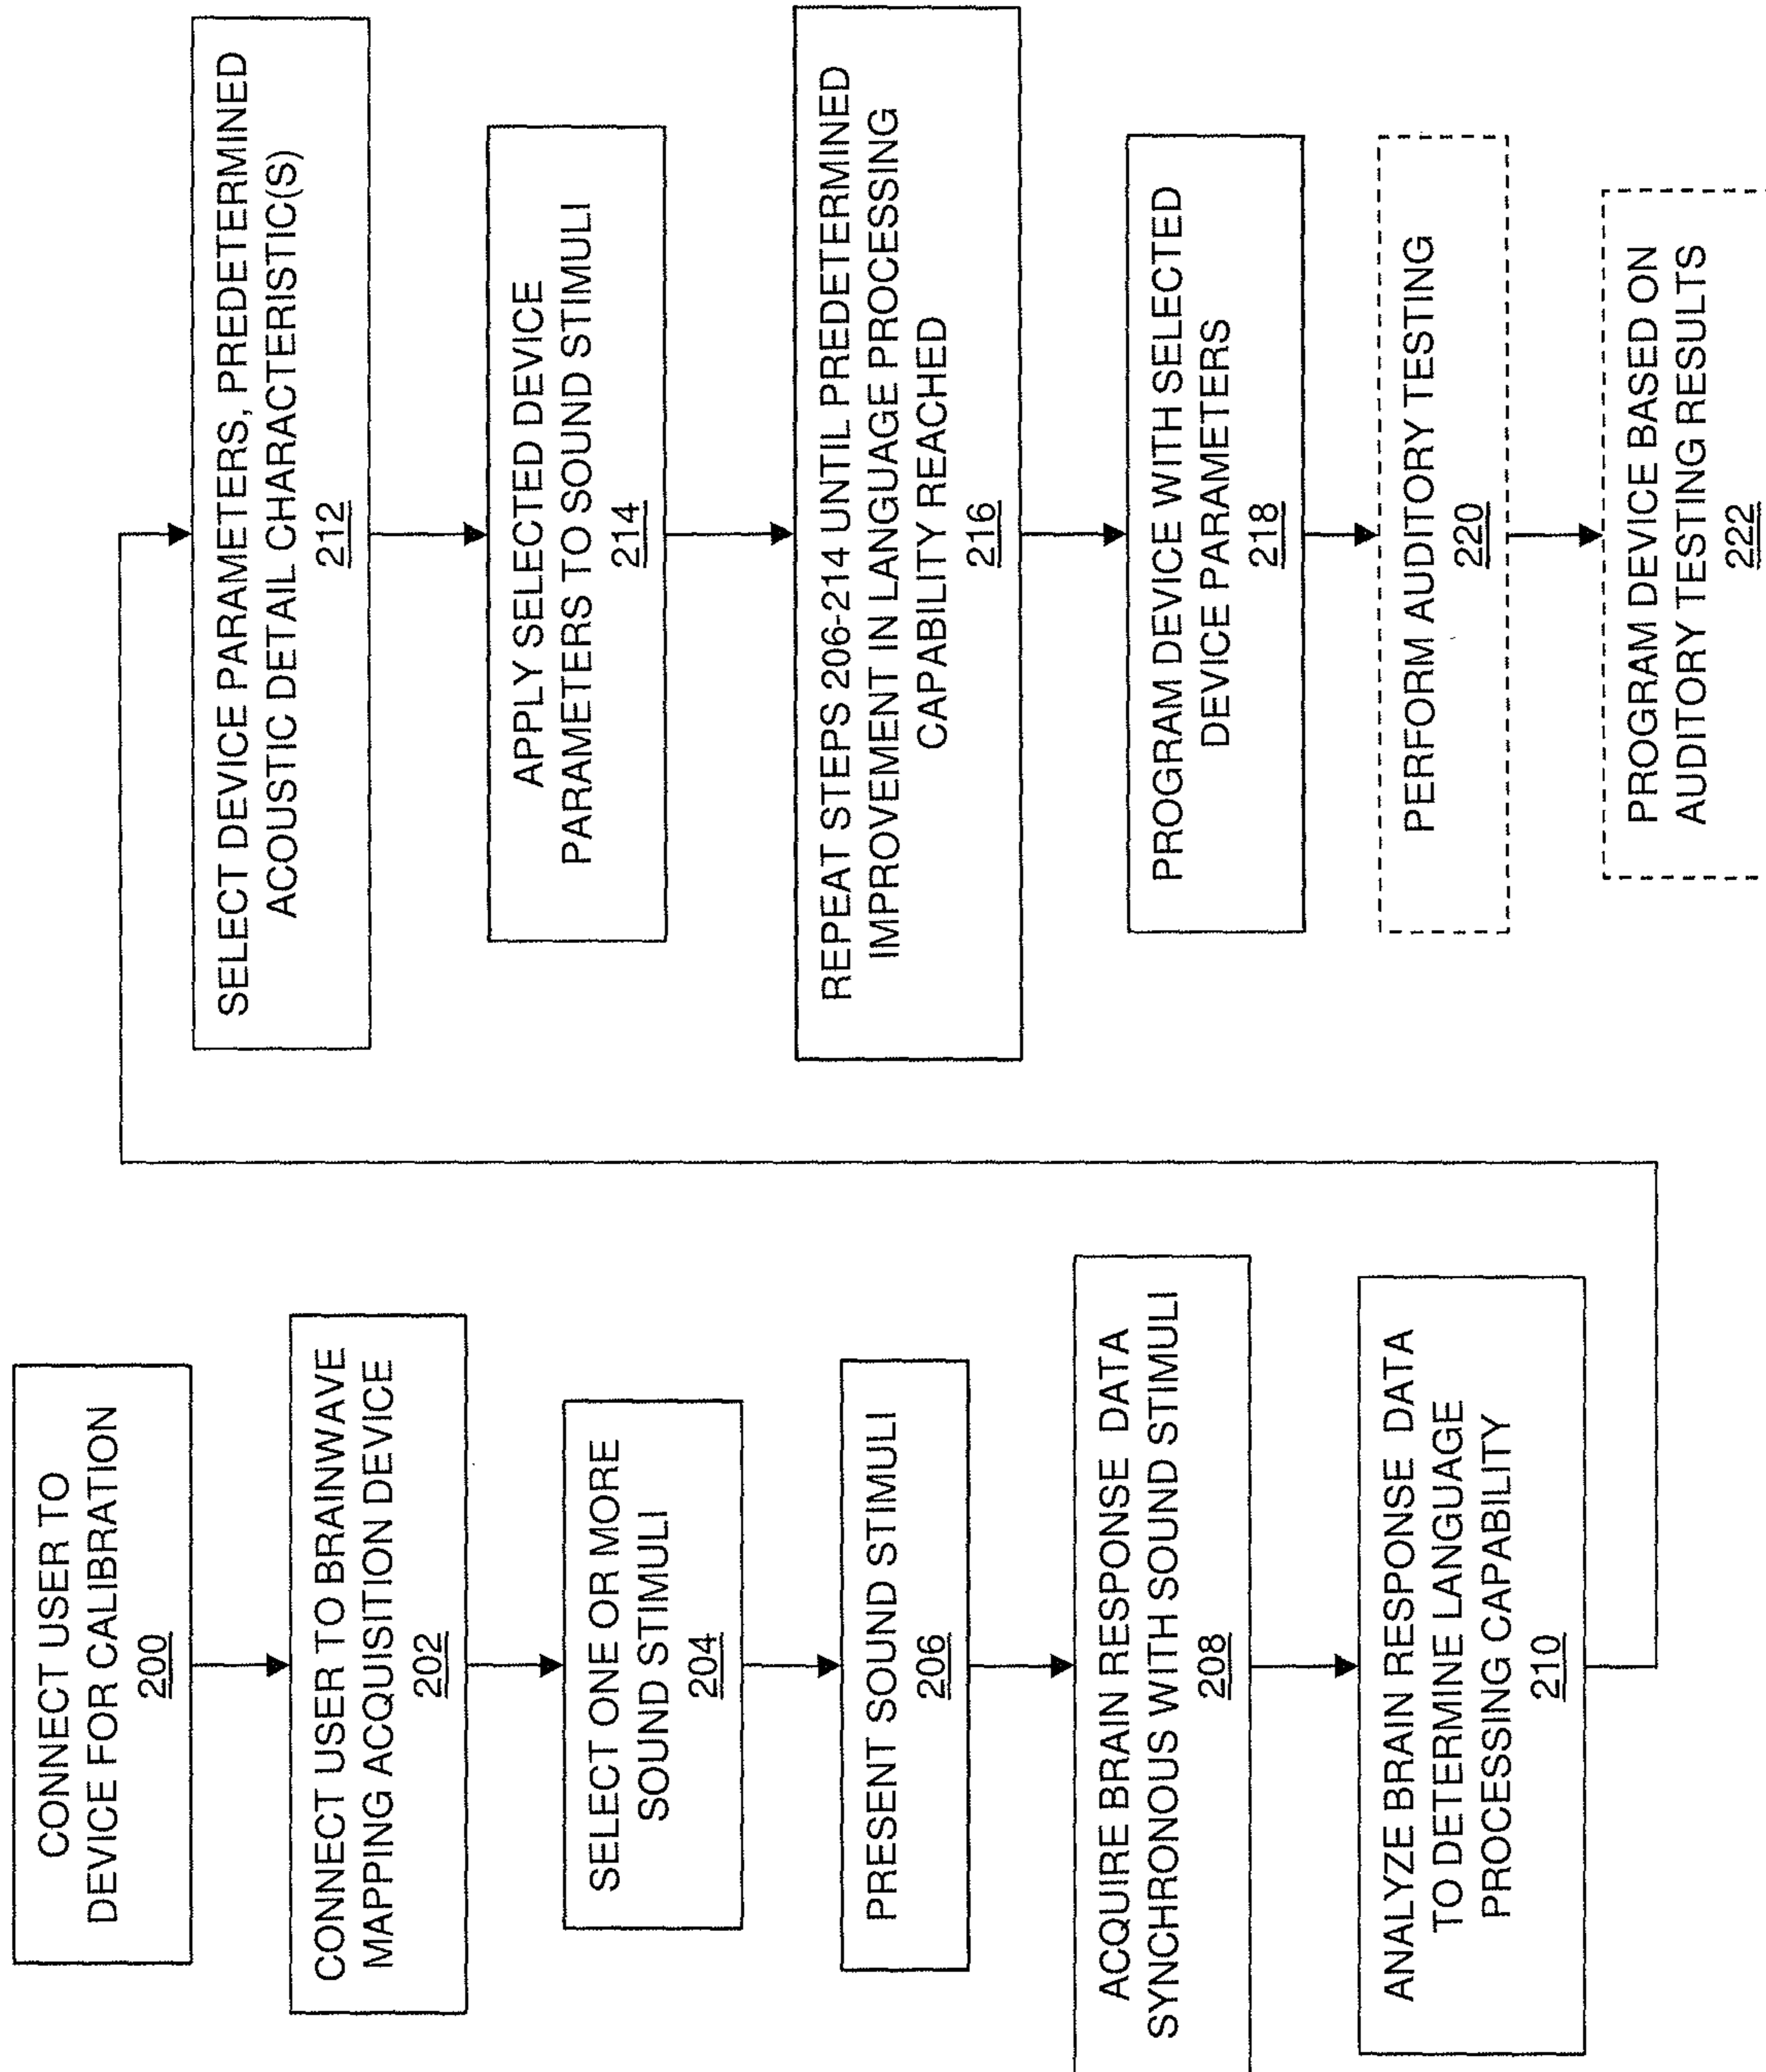 CONNECT USER TO
DEVICE FOR CALIBRATION
200
CONNECT USER TO BRAINWAVE
MAPPING ACQUISITION DEVICE
202
SELECT ONE OR MORE
SOUND STIMULI
204
PRESENT SOUND STIMULI
206
ACQUIRE BRAIN RESPONSE DATA
SYNCHRONOUS WITH SOUND STIMULI
208
ANALYZE BRAIN RESPONSE DATA
TO DETERMINE LANGUAGE
PROCESSING CAPABILITY
210
SELECT DEVICE PARAMETERS, PREDETERMINED
ACOUSTIC DETAIL CHARACTERISTIC(S)
212
APPLY SELECTED DEVICE
PARAMETERS TO SOUND STIMULI
214
REPEAT STEPS 206-214 UNTIL PREDETERMINED
IMPROVEMENT IN LANGUAGE PROCESSING
CAPABILITY REACHED
216
PROGRAM DEVICE WITH SELECTED
DEVICE PARAMETERS
218
PERFORM AUDITORY TESTING
220
PROGRAM DEVICE BASED ON
AUDITORY TESTING RESULTS
222